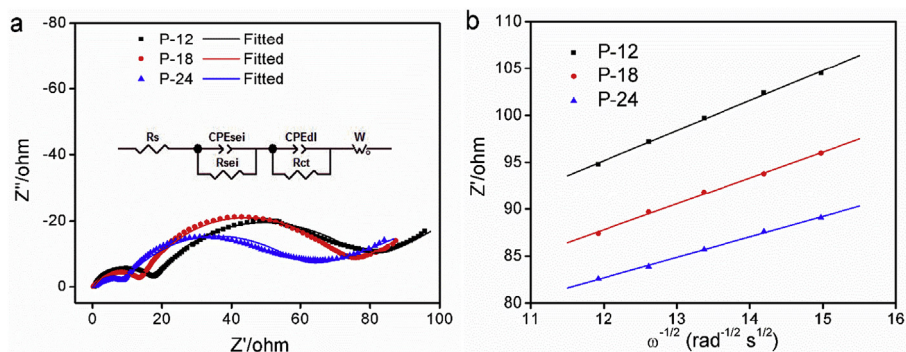 a
P-12 Fitted
P-18 Fitted
P-24 Fitted
Rs CPEsei CPEdl W
Rsei Rct
-80
-60
-40
-20
0
Z''/ohm
0 20 40 60 80 100
Z'/ohm
b
P-12
P-18
P-24
105
100
95
90
85
80
Z'/ohm
11 12 13 14 15 16
ω-1/2 (rad-1/2 s1/2)